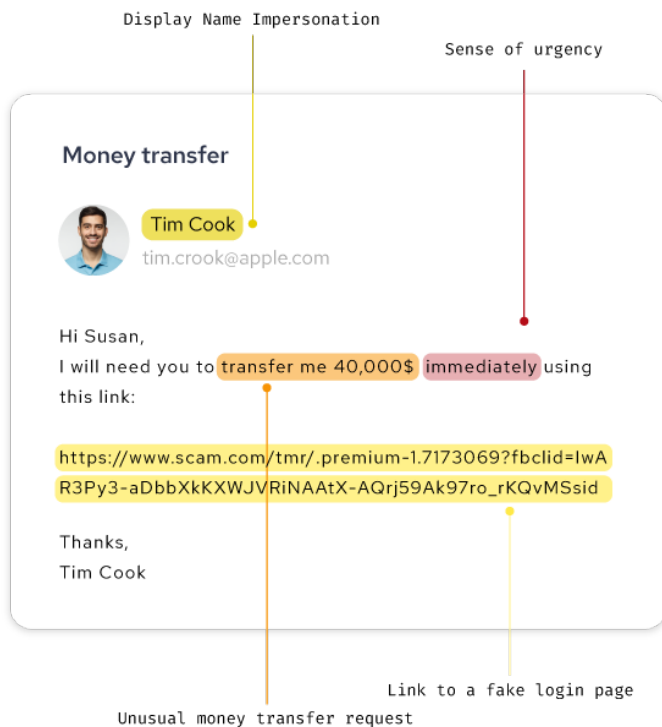 Display Name Impersonation
Sense of urgency
Money transfer
Tim Cook
tim.crook@apple.com
Hi Susan,
I will need you to transfer me 40,000$ immediately using
this link:
https://www.scam.com/tmr/.premium-1.7173069?fbclid=IwA
R3Py3-aDbbXkKXWJVRiNAAtX-AQrj59Ak97ro_rKQvMSsid
Thanks,
Tim Cook
Link to a fake login page
Unusual money transfer request